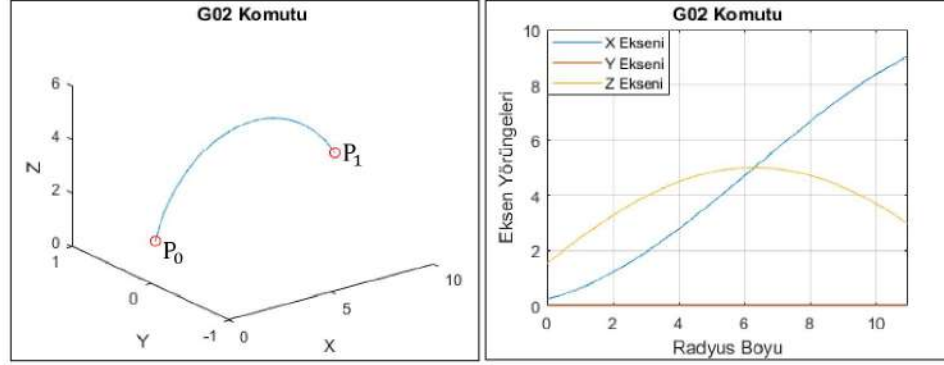 G02 Komutu
6
4
2
0
Z
1
0
-1
Y
0
5
10
X
P₀
P₁
G02 Komutu
X Ekseni
Y Ekseni
Z Ekseni
Eksen Yörüngeleri
10
8
6
4
2
0
0 2 4 6 8 10
Radyus Boyu